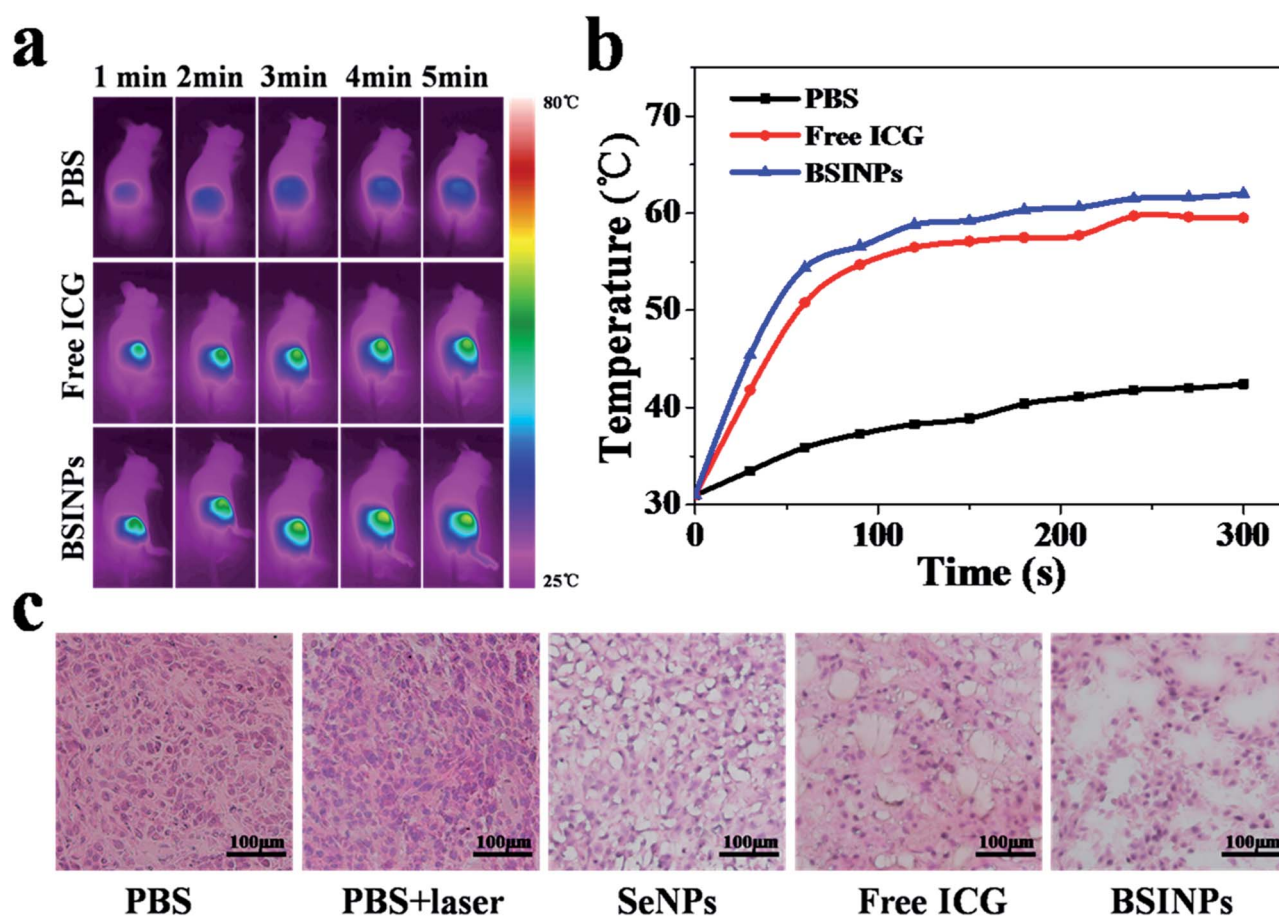 a
1 min 2min 3min 4min 5min
PBS
Free ICG
BSINPs
80℃
25℃
b
PBS
Free ICG
BSINPs
Temperature (℃)
70
60
50
40
30
0 100 200 300
Time (s)
c
100μm 100μm 100μm 100μm 100μm
PBS PBS+laser SeNPs Free ICG BSINPs